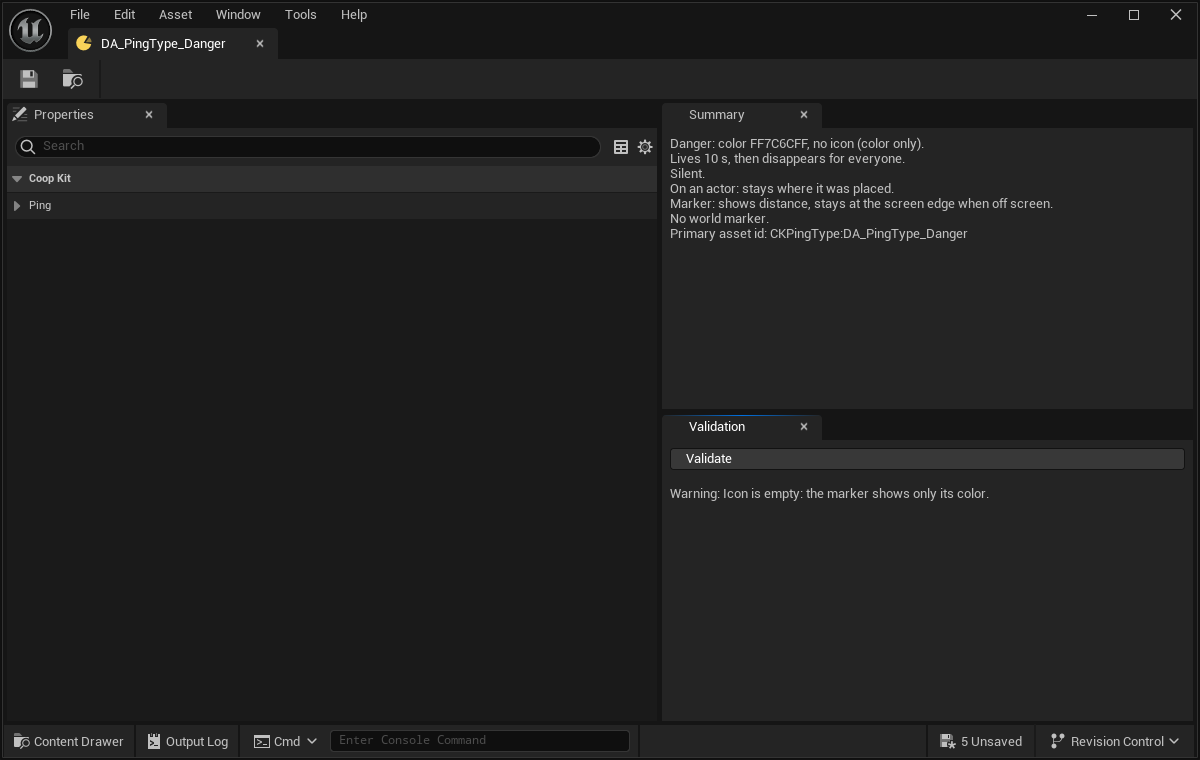 File Edit Asset Window Tools Help
DA_PingType_Danger
Properties
Search
Coop Kit
Ping
Summary
Danger: color FF7C6CFF, no icon (color only).
Lives 10 s, then disappears for everyone.
Silent.
On an actor: stays where it was placed.
Marker: shows distance, stays at the screen edge when off screen.
No world marker.
Primary asset id: CKPingType:DA_PingType_Danger
Validation
Validate
Warning: Icon is empty: the marker shows only its color.
Content Drawer Output Log Cmd Enter Console Command 5 Unsaved Revision Control